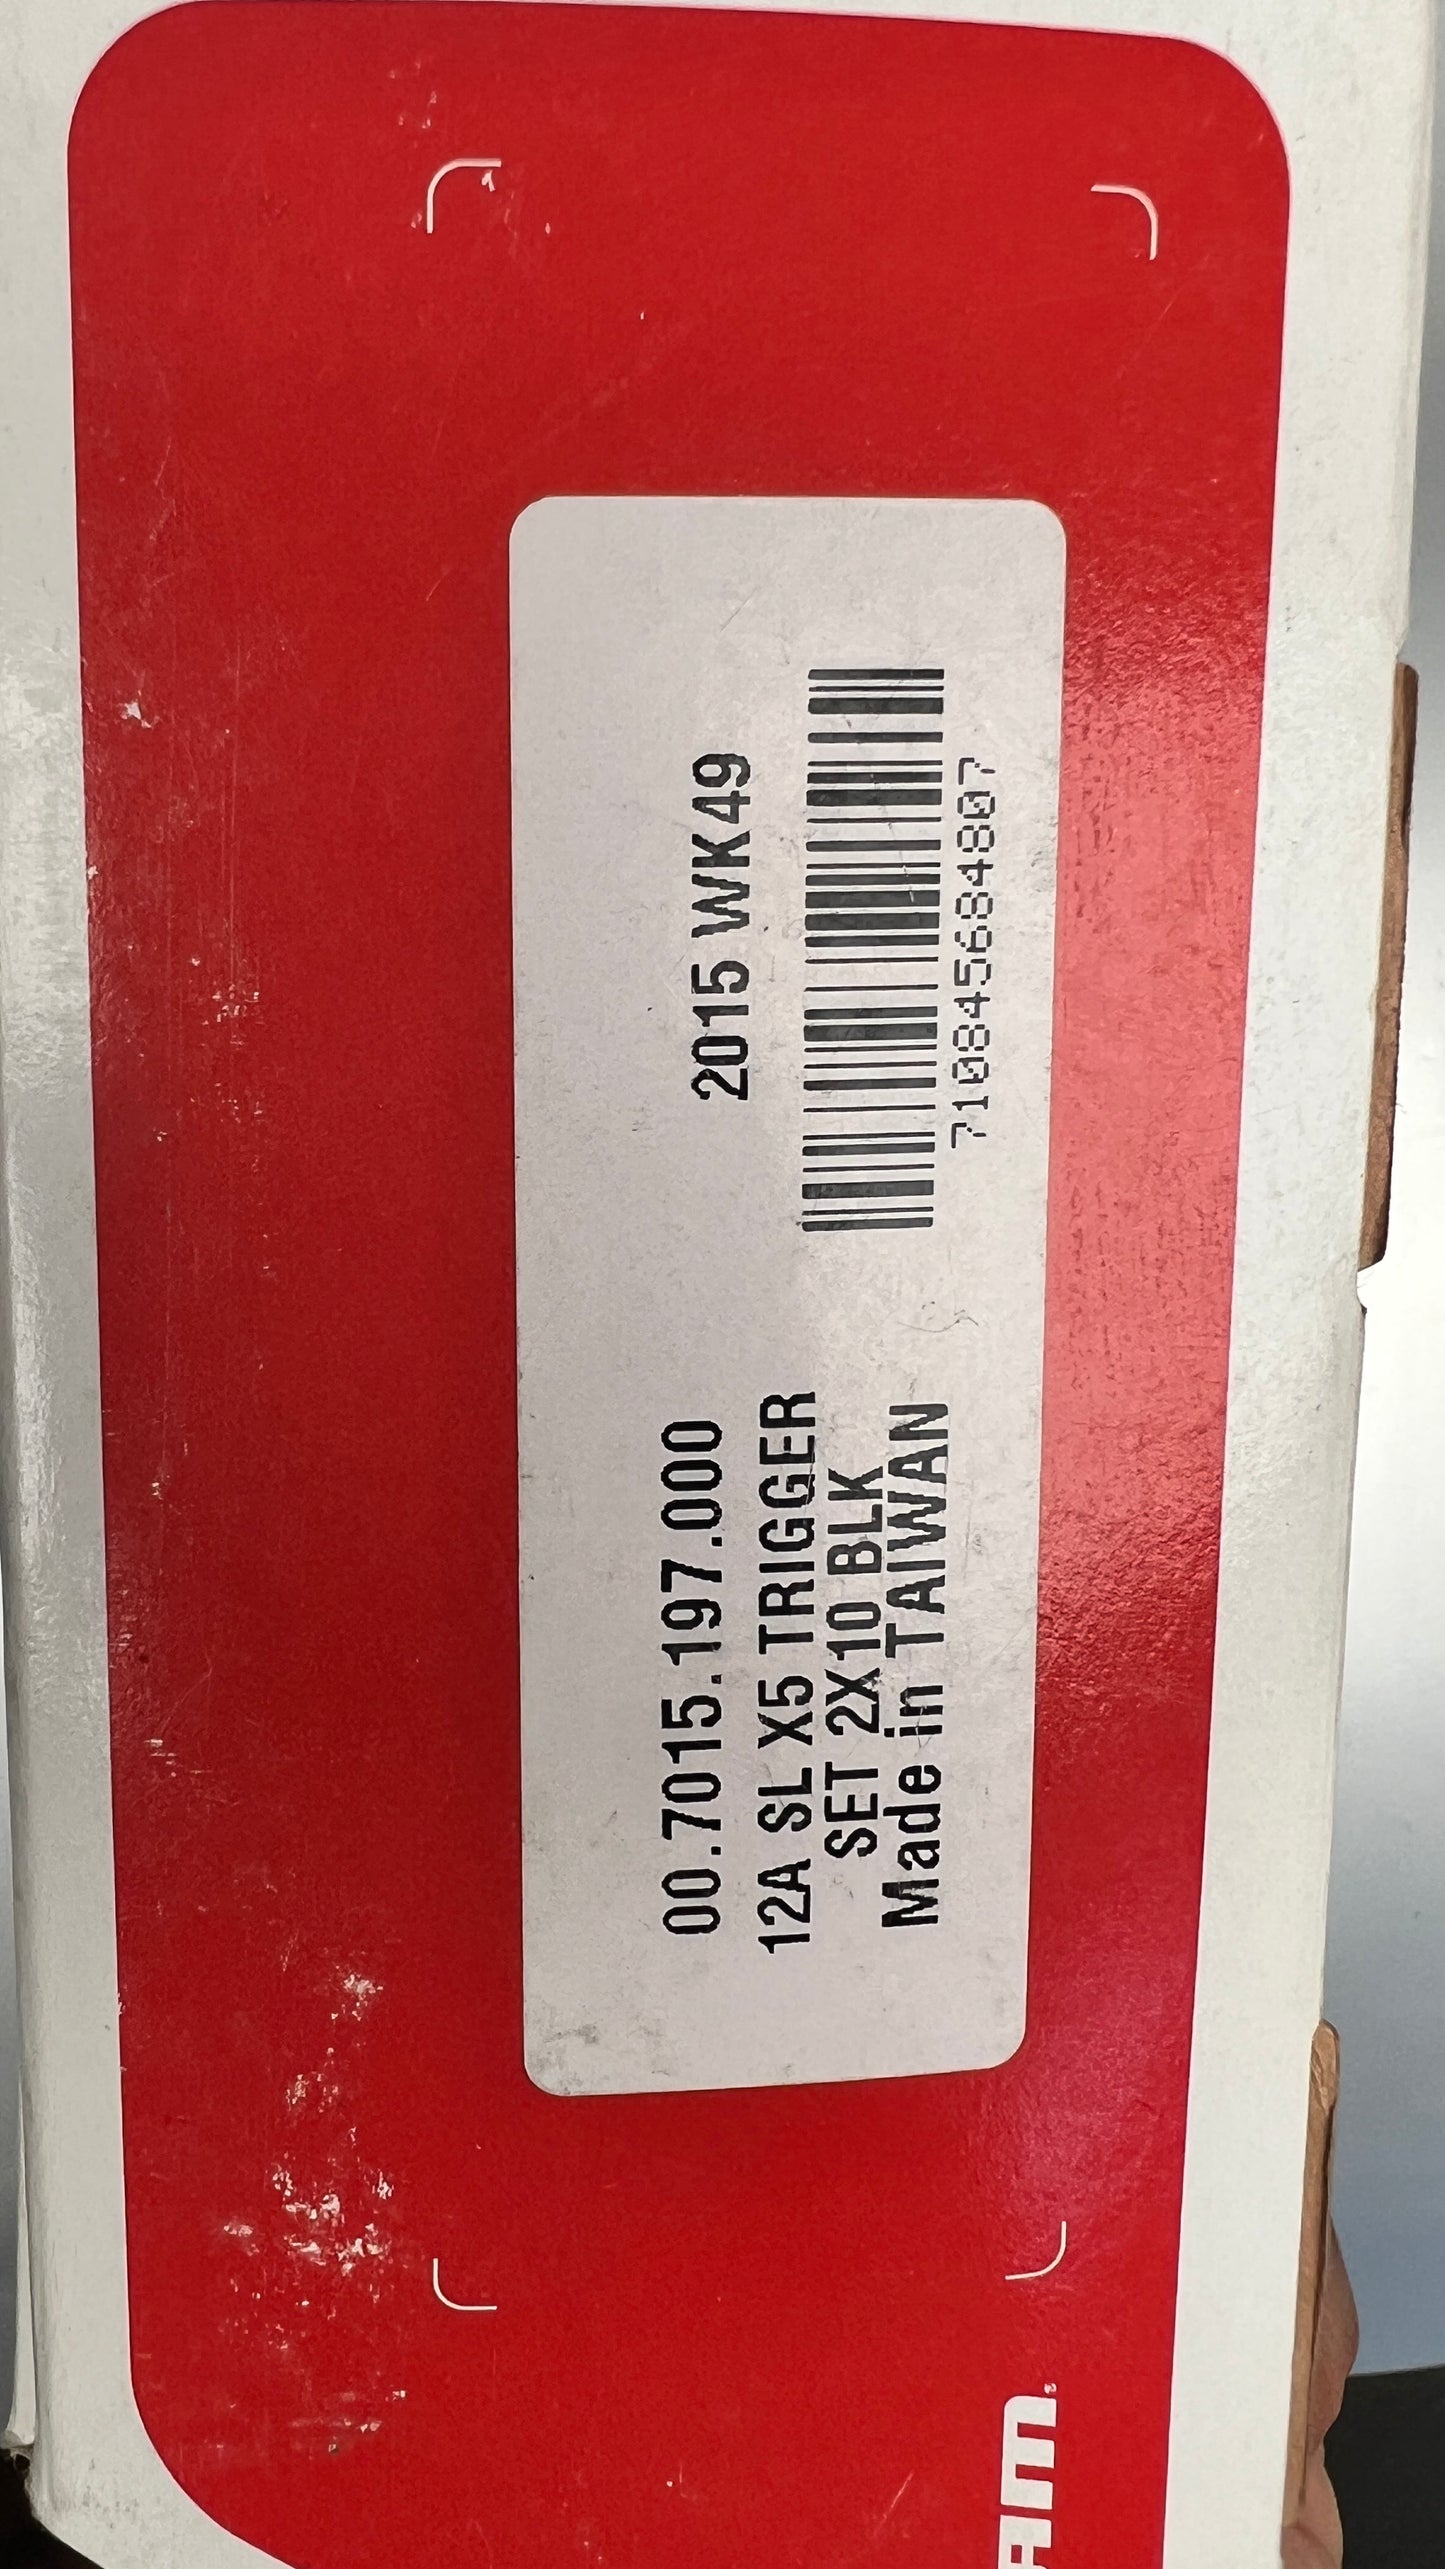 00.7015.197.000
12A SL X5 TRIGGER
SET 2X10 BLK
Made in TAIWAN
2015 WK49
710845684807